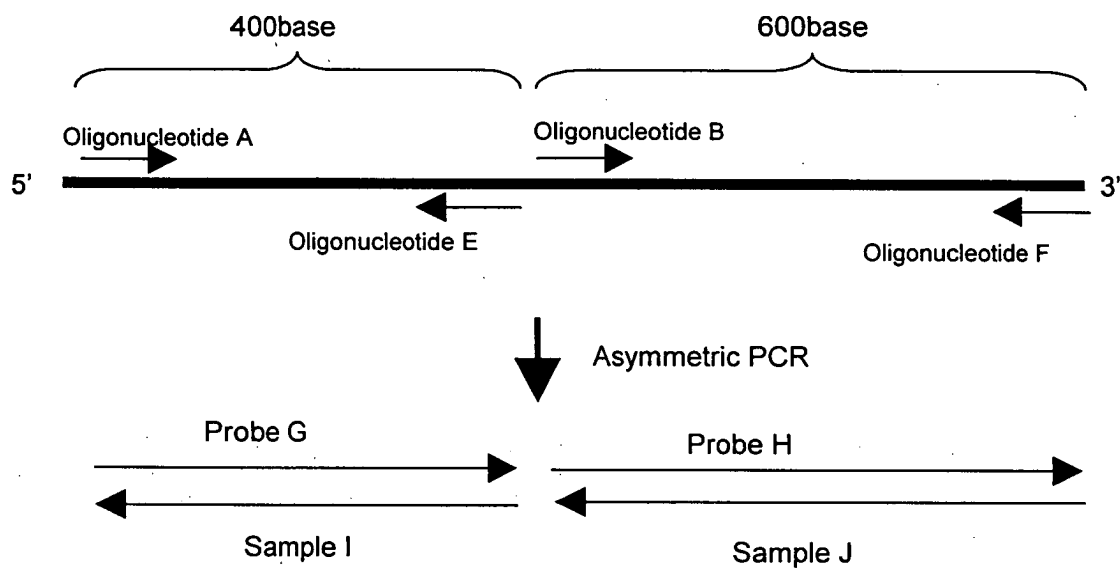 400base
600base
Oligonucleotide A
Oligonucleotide B
5'
3'
Oligonucleotide E
Oligonucleotide F
Asymmetric PCR
Probe G
Probe H
Sample I
Sample J